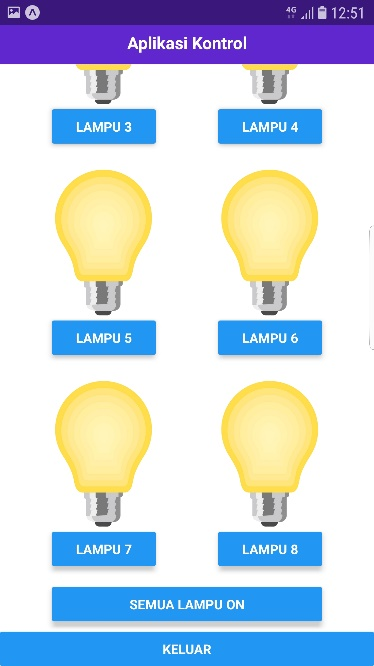 4G 12:51
Aplikasi Kontrol
LAMPU 3 LAMPU 4
LAMPU 5 LAMPU 6
LAMPU 7 LAMPU 8
SEMUA LAMPU ON
KELUAR